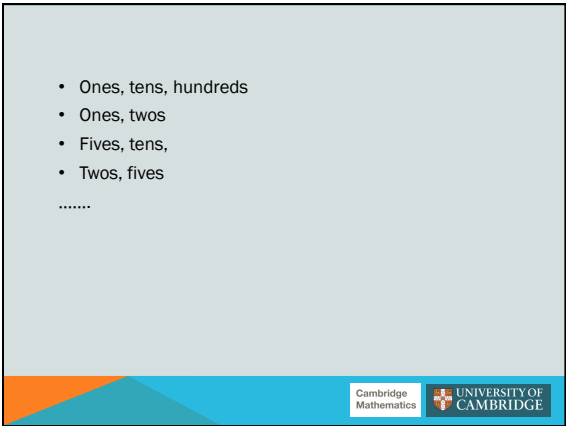 • Ones, tens, hundreds
• Ones, twos
• Fives, tens,
• Twos, fives
.......
Cambridge
Mathematics
UNIVERSITY OF
CAMBRIDGE